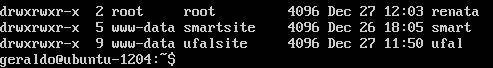 drwxrwxr-x 2 root root 4096 Dec 27 12:03 renata
drwxrwxr-x 5 www-data smartsite 4096 Dec 26 18:05 smart
drwxrwxr-x 9 www-data ufalsite 4096 Dec 27 11:50 ufal
geraldo@ubuntu-1204:~$